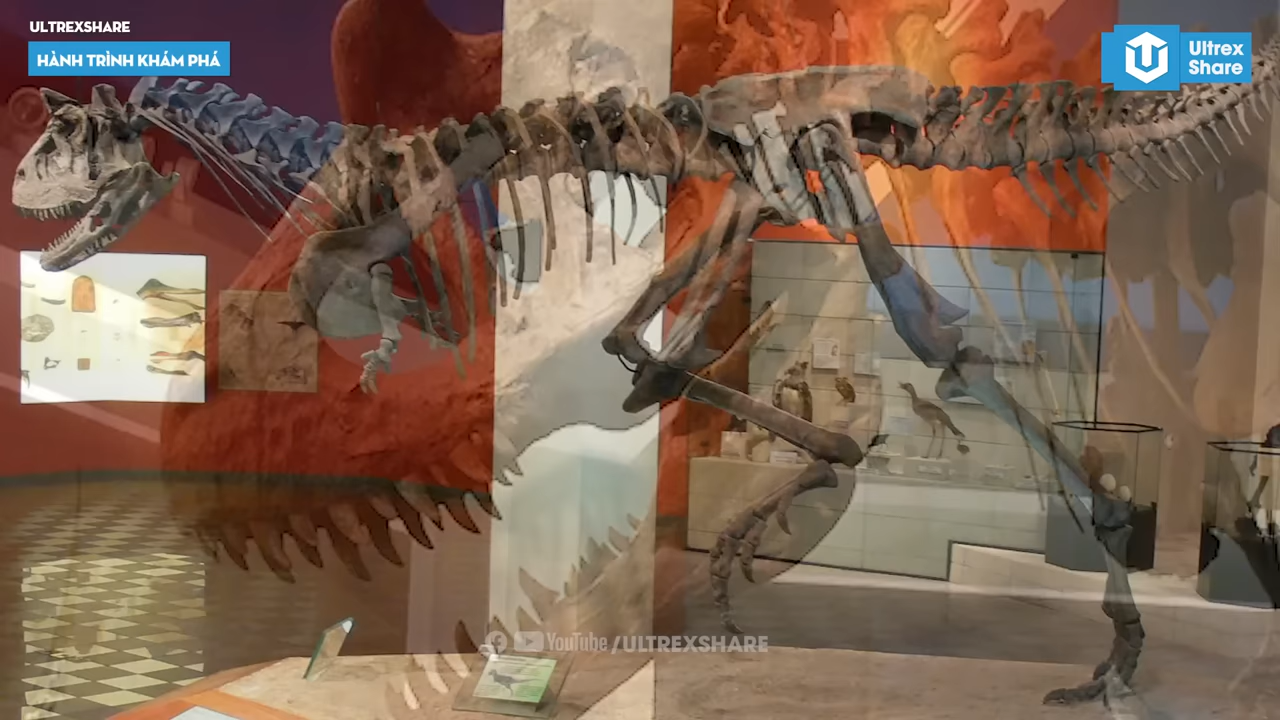 ULTREXSHARE
HÀNH TRÌNH KHÁM PHÁ
Ultrex
Share
YouTube /ULTREXSHARE